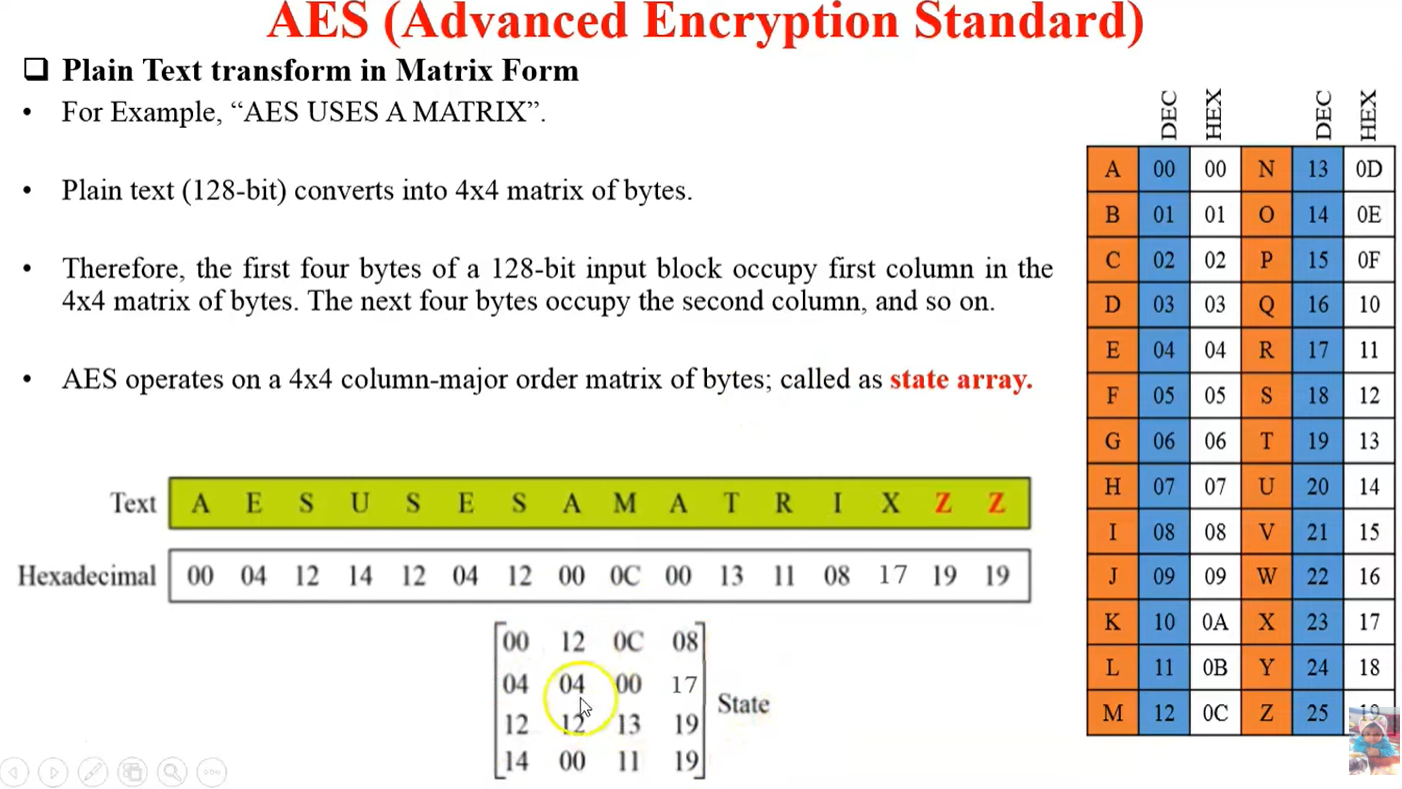 AES (Advanced Encryption Standard)
❑ Plain Text transform in Matrix Form
• For Example, “AES USES A MATRIX”.
• Plain text (128-bit) converts into 4x4 matrix of bytes.
• Therefore, the first four bytes of a 128-bit input block occupy first column in the
4x4 matrix of bytes. The next four bytes occupy the second column, and so on.
• AES operates on a 4x4 column-major order matrix of bytes; called as state array.
Text A E S U S E S A M A T R I X Z Z
Hexadecimal 00 04 12 14 12 04 12 00 0C 00 13 11 08 17 19 19
00 12 0C 08
04 04 00 17
12 12 13 19
14 00 11 19
State
DEC HEX DEC HEX
A 00 00 N 13 0D
B 01 01 O 14 0E
C 02 02 P 15 0F
D 03 03 Q 16 10
E 04 04 R 17 11
F 05 05 S 18 12
G 06 06 T 19 13
H 07 07 U 20 14
I 08 08 V 21 15
J 09 09 W 22 16
K 10 0A X 23 17
L 11 0B Y 24 18
M 12 0C Z 25 19